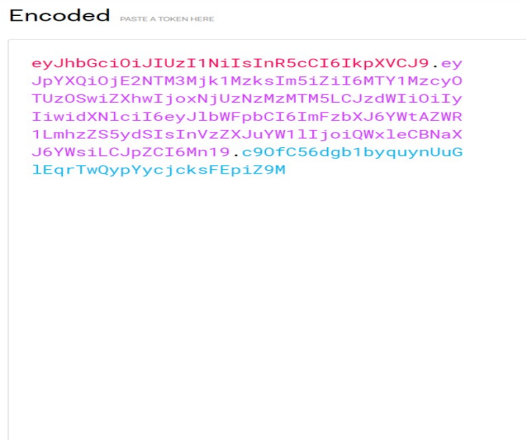 Encoded PASTE A TOKEN HERE
eyJhbGciOiJIUzI1NiIsInR5cCI6IkpXVCJ9.ey
JpYXQiOjE2NTM3Mjk1MzksIm5iZiI6MTY1MzcyO
TUzOSwiZXhwIjoxNjUzNzMzMTM5LCJzdWIiOiIy
IiwidXNlciI6eyJlbWFpbCI6ImFzbXJ6YWtAZWR
1LmhzZS5ydSIsInVzZXJuYW1lIjoiQWxleCBNaX
J6YWsiLCJpZCI6Mn19.c9OfC56dgb1byquynUuG
lEqrTwQypYycjcksFEpiZ9M